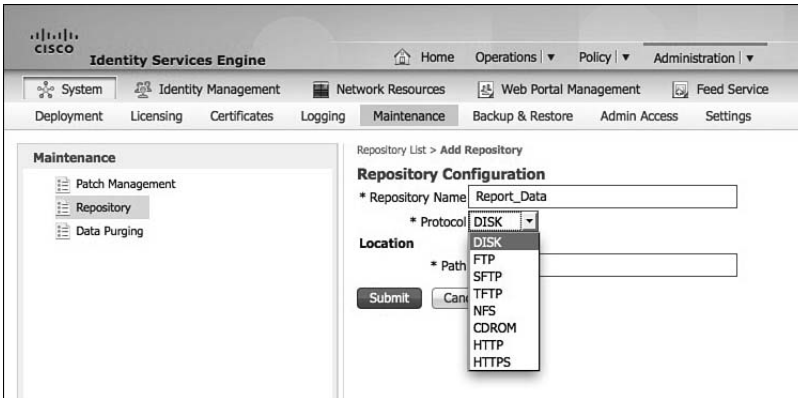 CISCO
Identity Services Engine
Home Operations | ▼ Policy | ▼ Administration | ▼
System Identity Management Network Resources Web Portal Management Feed Service
Deployment Licensing Certificates Logging Maintenance Backup & Restore Admin Access Settings
Maintenance
Patch Management
Repository
Data Purging
Repository List > Add Repository
Repository Configuration
* Repository Name Report_Data
* Protocol DISK
DISK
FTP
SFTP
TFTP
NFS
CDROM
HTTP
HTTPS
Location
* Path
Submit Can